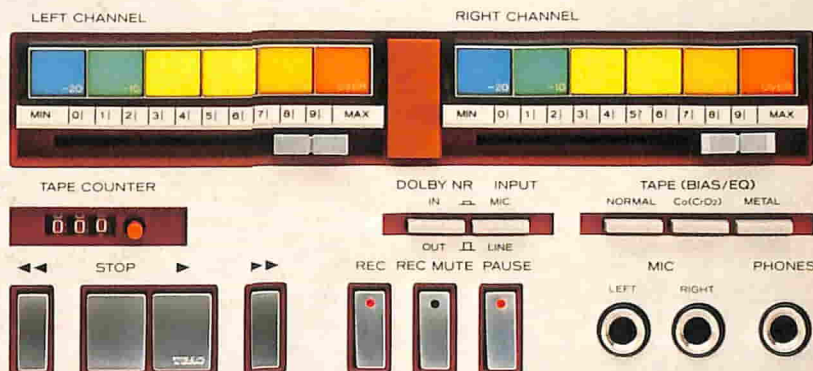 LEFT CHANNEL RIGHT CHANNEL
-20 -10 OVER -20 -10 OVER
MIN 0 1 2 3 4 5 6 7 8 9 MAX MIN 0 1 2 3 4 5 6 7 8 9 MAX
TAPE COUNTER DOLBY NR INPUT TAPE (BIAS/EQ)
IN MIC NORMAL Co(CrO₂) METAL
000
OUT LINE
STOP REC REC MUTE PAUSE MIC PHONES
LEFT RIGHT